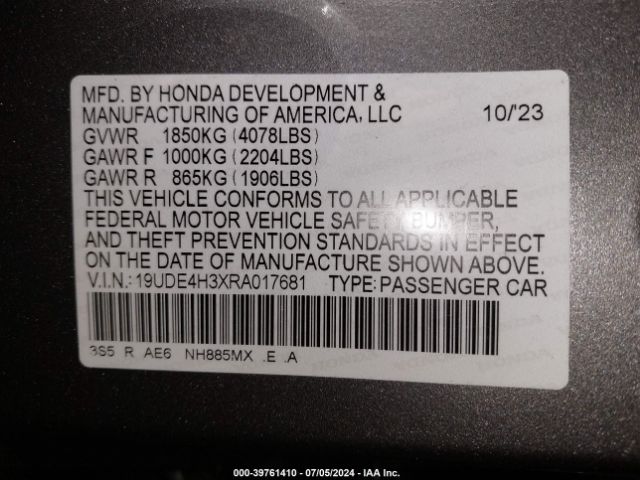 MFD. BY HONDA DEVELOPMENT &
MANUFACTURING OF AMERICA, LLC 10/'23
GVWR 1850KG (4078LBS)
GAWR F 1000KG (2204LBS)
GAWR R 865KG (1906LBS)
THIS VEHICLE CONFORMS TO ALL APPLICABLE
FEDERAL MOTOR VEHICLE SAFETY, BUMPER,
AND THEFT PREVENTION STANDARDS IN EFFECT
ON THE DATE OF MANUFACTURE SHOWN ABOVE.
V.I.N.: 19UDE4H3XRA017681 TYPE: PASSENGER CAR
3S5 R AE6 NH885MX .E .A
000-39761410 - 07/05/2024 - IAA Inc.